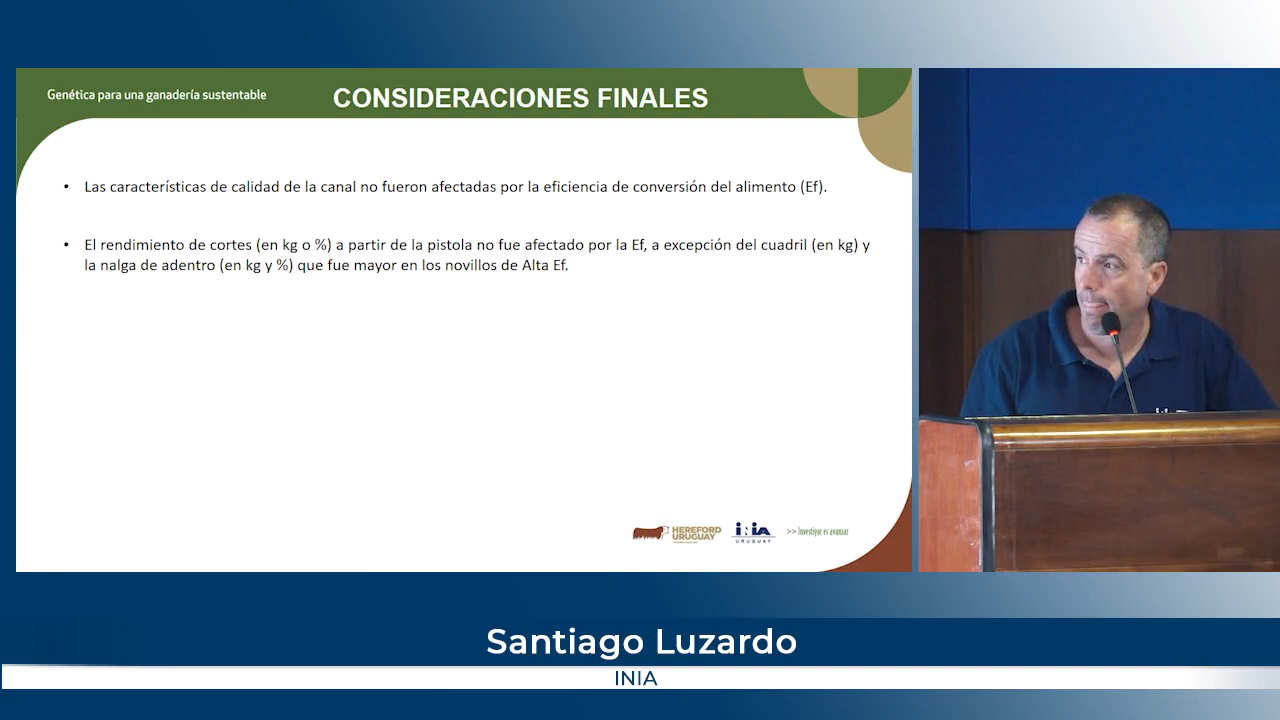 Genética para una ganadería sustentable
CONSIDERACIONES FINALES
• Las características de calidad de la canal no fueron afectadas por la eficiencia de conversión del alimento (Ef).
• El rendimiento de cortes (en kg o %) a partir de la pistola no fue afectado por la Ef, a excepción del cuadril (en kg) y
la nalga de adentro (en kg y %) que fue mayor en los novillos de Alta Ef.
HEREFORD
URUGUAY
INIA
URUGUAY
>> Investigar es avanzar
Santiago Luzardo
INIA